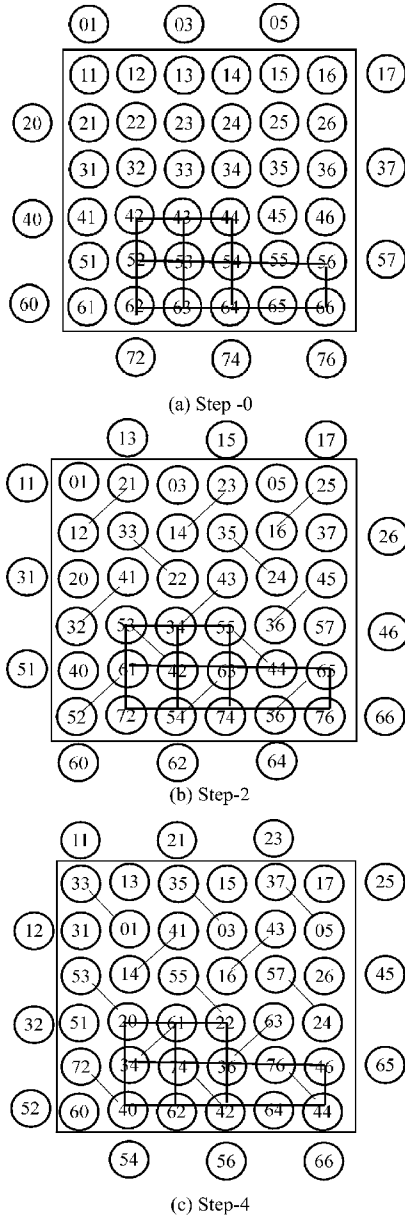 01 03 05
11 12 13 14 15 16 17
20 21 22 23 24 25 26
31 32 33 34 35 36 37
40 41 42 43 44 45 46
51 52 53 54 55 56 57
60 61 62 63 64 65 66
72 74 76
(a) Step -0
13 15 17
11 01 21 03 23 05 25
12 33 14 35 16 37 26
31 20 41 22 43 24 45
32 53 34 55 36 57 46
51 40 61 42 63 44 65
52 72 54 74 56 76 66
60 62 64
(b) Step-2
11 21 23
33 13 35 15 37 17 25
12 31 01 41 03 43 05
53 14 55 16 57 26 45
32 51 20 61 22 63 24
72 34 74 36 76 46 65
52 60 40 62 42 64 44
54 56 66
(c) Step-4